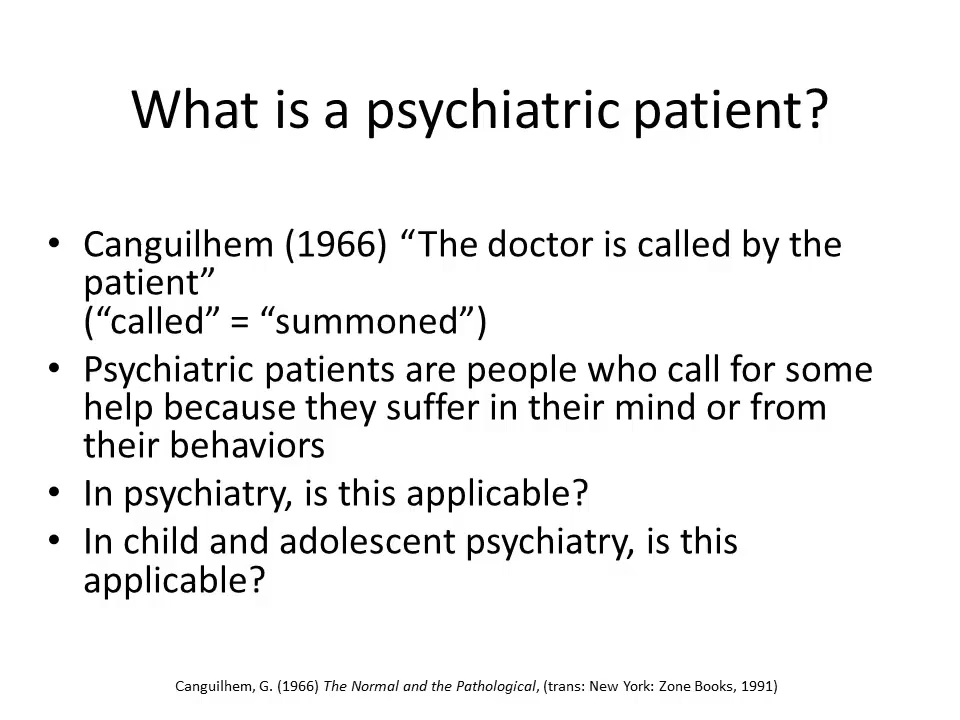 What is a psychiatric patient?
• Canguilhem (1966) “The doctor is called by the
patient”
(“called” = “summoned”)
• Psychiatric patients are people who call for some
help because they suffer in their mind or from
their behaviors
• In psychiatry, is this applicable?
• In child and adolescent psychiatry, is this
applicable?
Canguilhem, G. (1966) The Normal and the Pathological, (trans: New York: Zone Books, 1991)